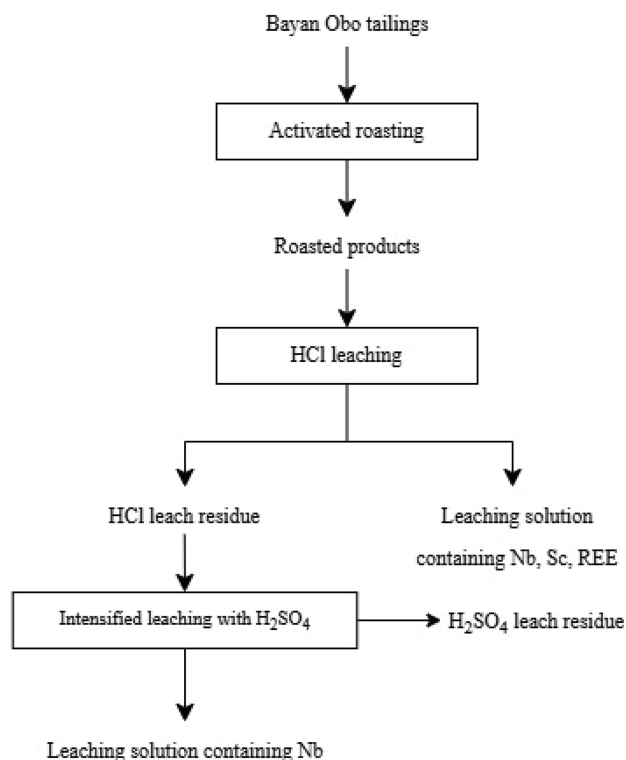 Bayan Obo tailings
Activated roasting
Roasted products
HCl leaching
HCl leach residue
Leaching solution
containing Nb, Sc, REE
Intensified leaching with H₂SO₄
H₂SO₄ leach residue
Leaching solution containing Nb